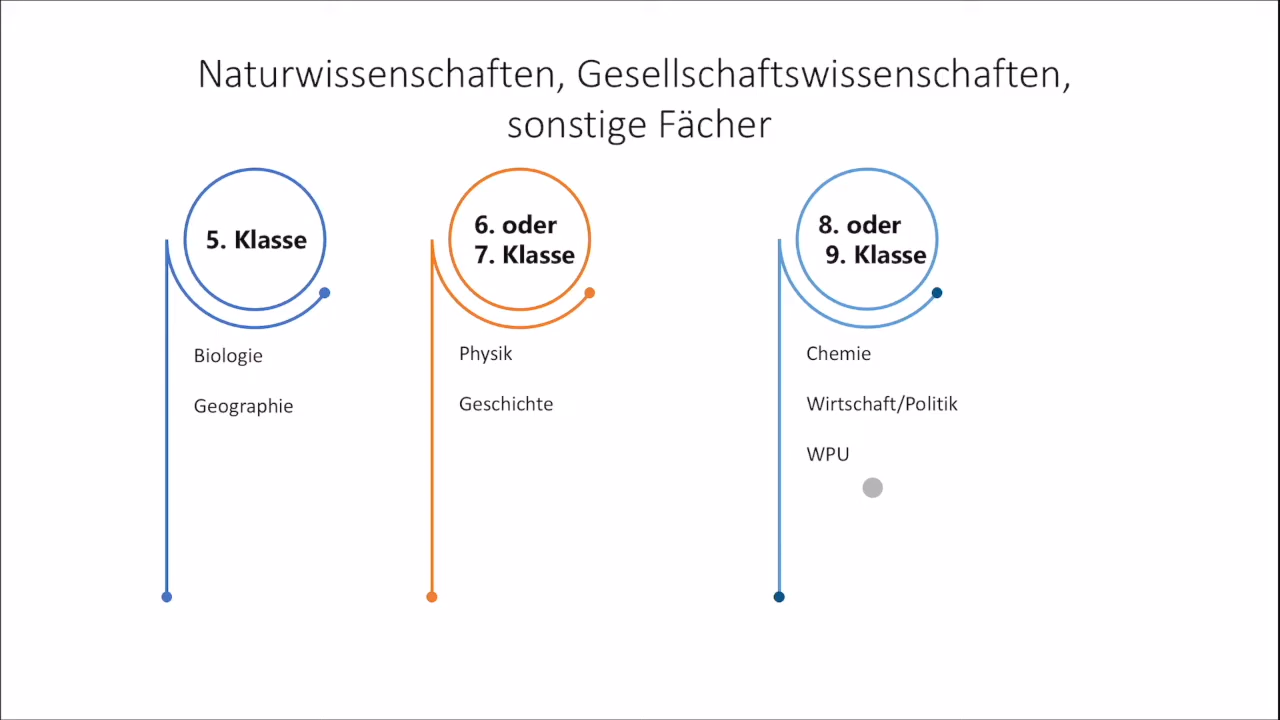 Naturwissenschaften, Gesellschaftswissenschaften,
sonstige Fächer
5. Klasse
Biologie
Geographie
6. oder
7. Klasse
Physik
Geschichte
8. oder
9. Klasse
Chemie
Wirtschaft/Politik
WPU